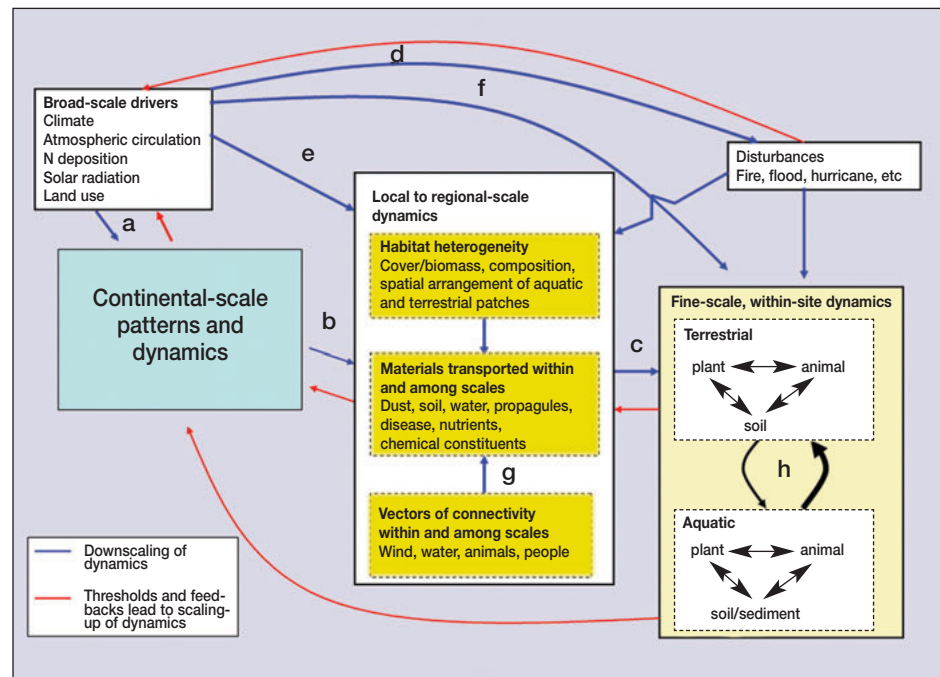 d
f
Broad-scale drivers
Climate
Atmospheric circulation
N deposition
Solar radiation
Land use
e
a
Disturbances
Fire, flood, hurricane, etc
Local to regional-scale
dynamics
Habitat heterogeneity
Cover/biomass, composition,
spatial arrangement of aquatic
and terrestrial patches
Continental-scale
patterns and
dynamics
b
Materials transported within
and among scales
Dust, soil, water, propagules,
disease, nutrients,
chemical constituents
g
Vectors of connectivity
within and among scales
Wind, water, animals, people
c
Fine-scale, within-site dynamics
Terrestrial
plant animal
soil
h
Aquatic
plant animal
soil/sediment
Downscaling of
dynamics
Thresholds and feed-
backs lead to scaling-
up of dynamics